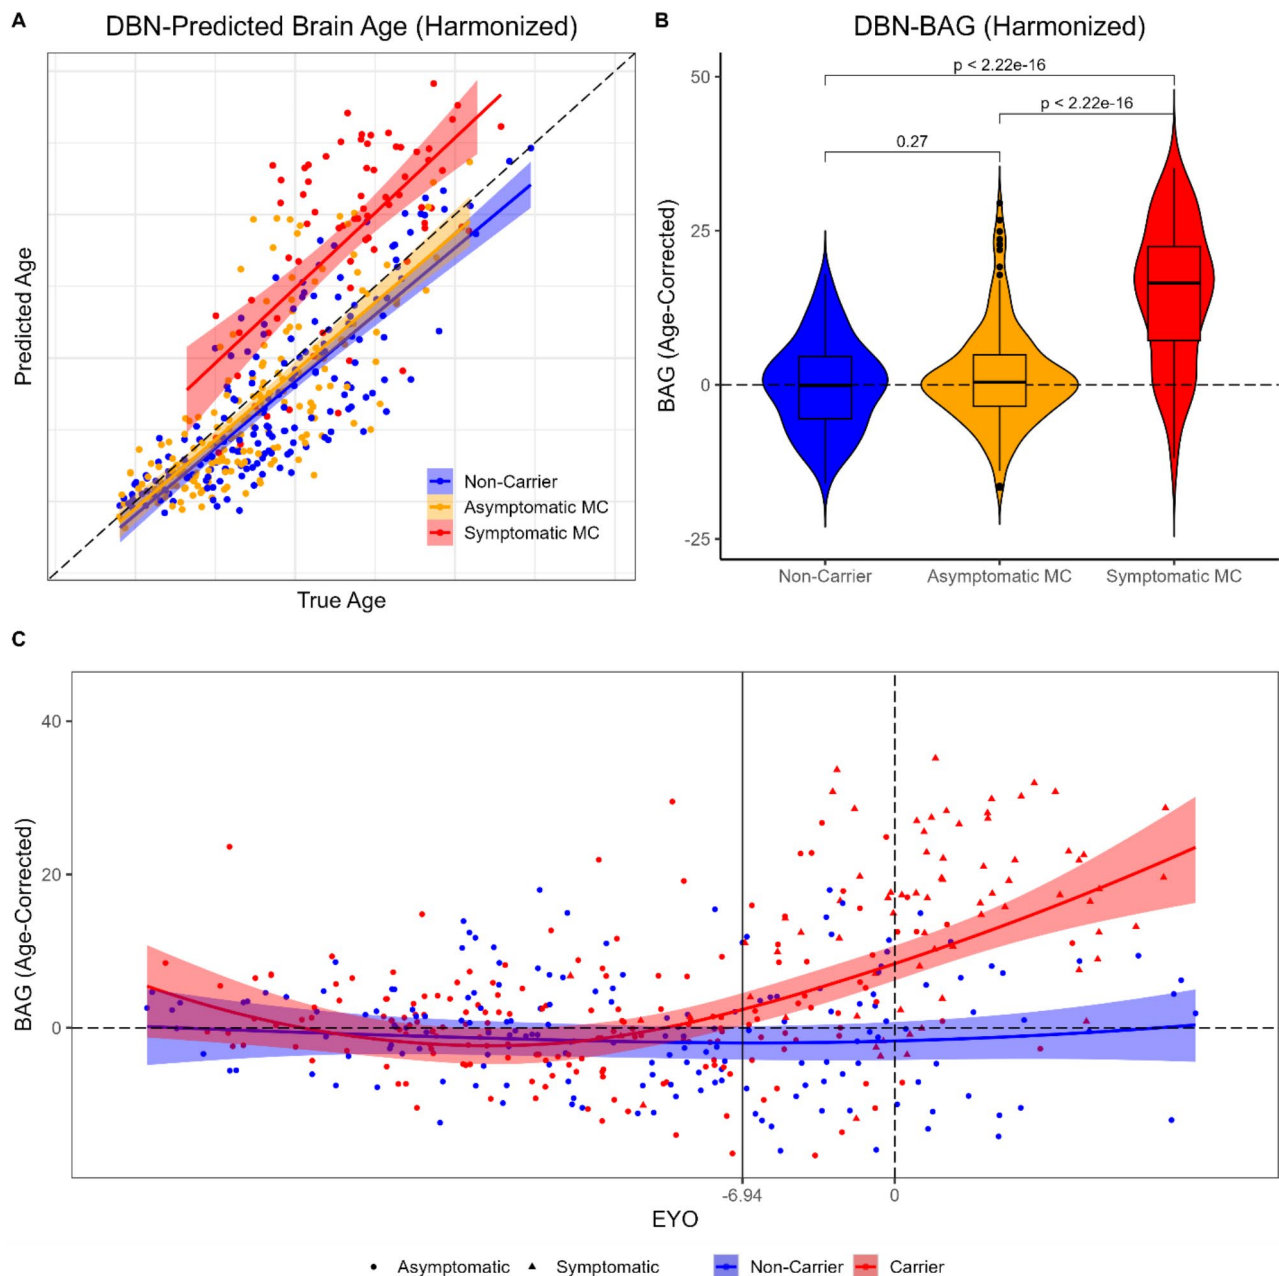 A
DBN-Predicted Brain Age (Harmonized)
Predicted Age
True Age
Non-Carrier
Asymptomatic MC
Symptomatic MC
B
DBN-BAG (Harmonized)
BAG (Age-Corrected)
50
25
0
-25
p < 2.22e-16
p < 2.22e-16
0.27
Non-Carrier Asymptomatic MC Symptomatic MC
C
BAG (Age-Corrected)
40
20
0
-6.94 0
EYO
Asymptomatic Symptomatic Non-Carrier Carrier